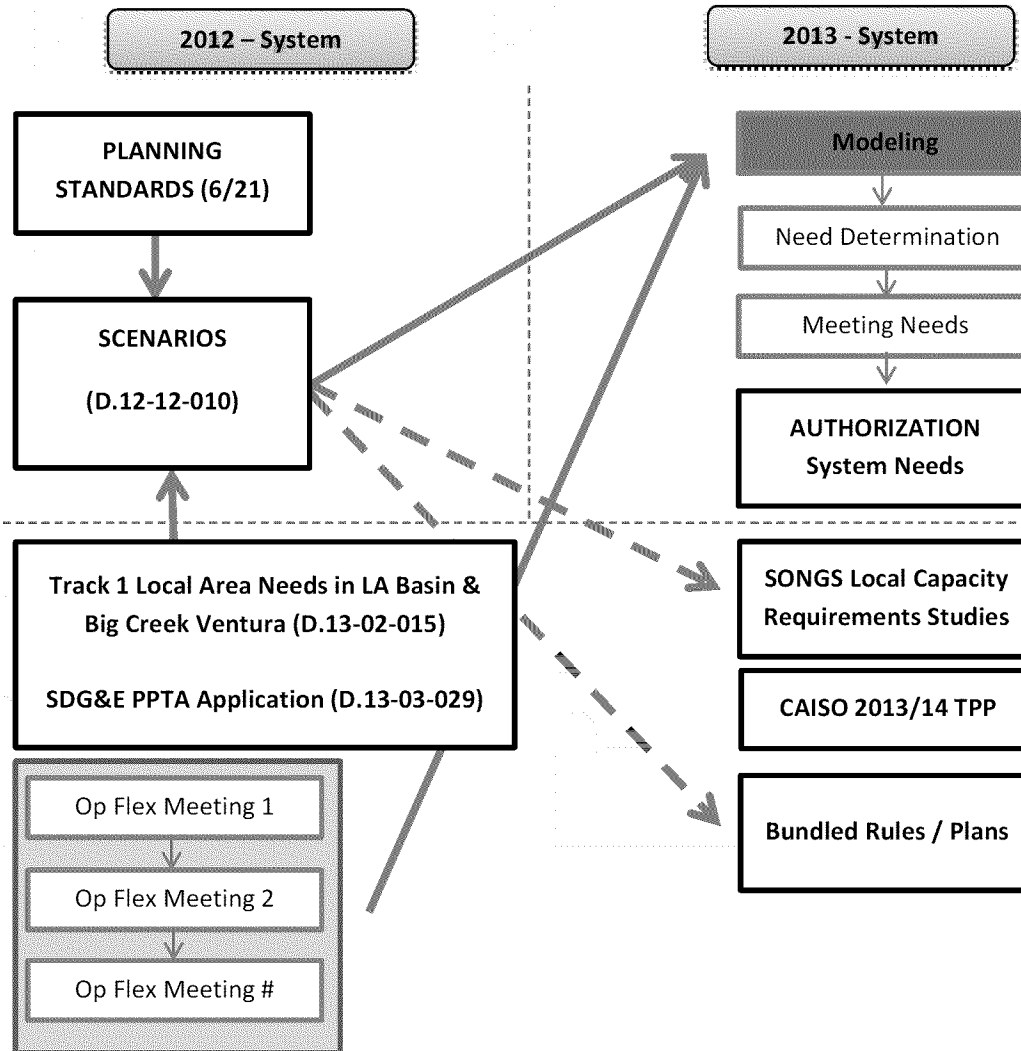 2012 – System
2013 - System
PLANNING
STANDARDS (6/21)
SCENARIOS
(D.12-12-010)
Track 1 Local Area Needs in LA Basin &
Big Creek Ventura (D.13-02-015)
SDG&E PPTA Application (D.13-03-029)
Op Flex Meeting 1
Op Flex Meeting 2
Op Flex Meeting #
Modeling
Need Determination
Meeting Needs
AUTHORIZATION
System Needs
SONGS Local Capacity
Requirements Studies
CAISO 2013/14 TPP
Bundled Rules / Plans